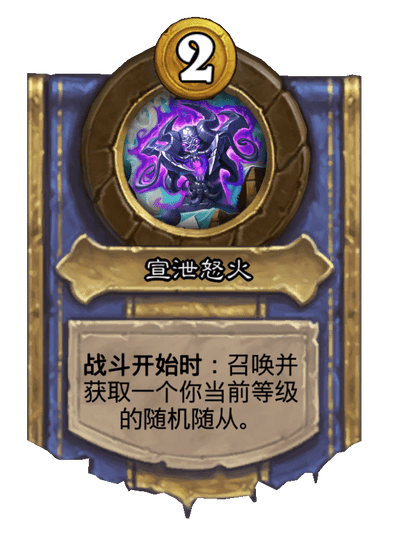 2
宣泄怒火
战斗开始时：召唤并
获取一个你当前等级
的随机随从。